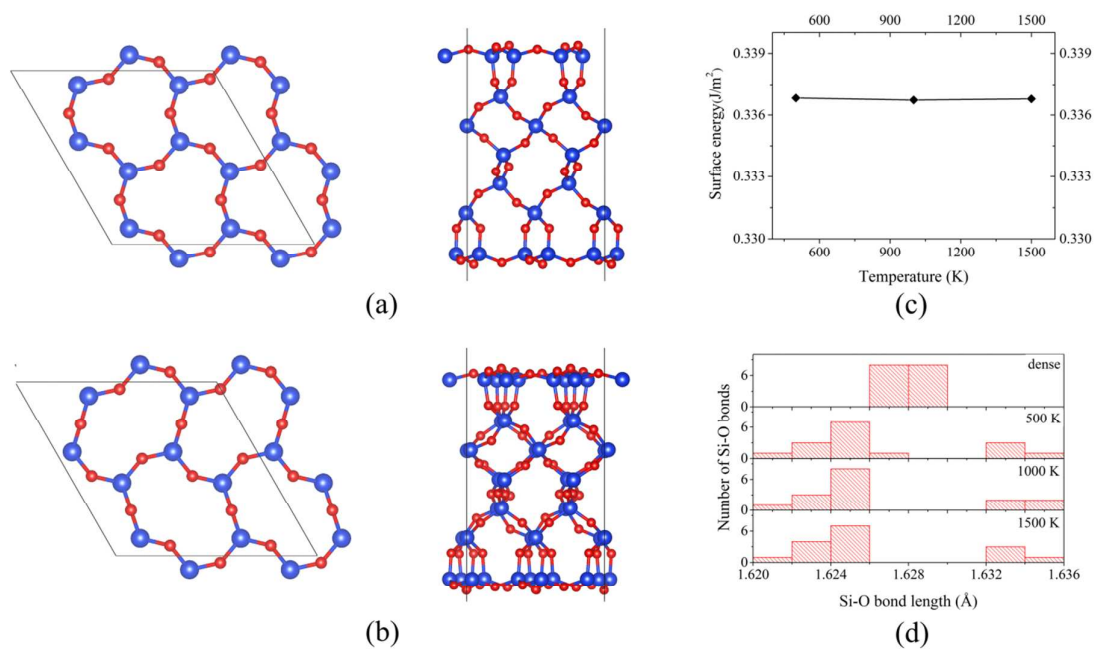 600 900 1200 1500
0.339 0.339
0.336 0.336
0.333 0.333
0.330 0.330
600 900 1200 1500
Surface energy(J/m²)
Temperature (K)
(a)
(c)
dense
6
0
500 K
6
0
1000 K
6
0
1500 K
6
0
1.620 1.624 1.628 1.632 1.636
Number of Si-O bonds
Si-O bond length (Å)
(b)
(d)